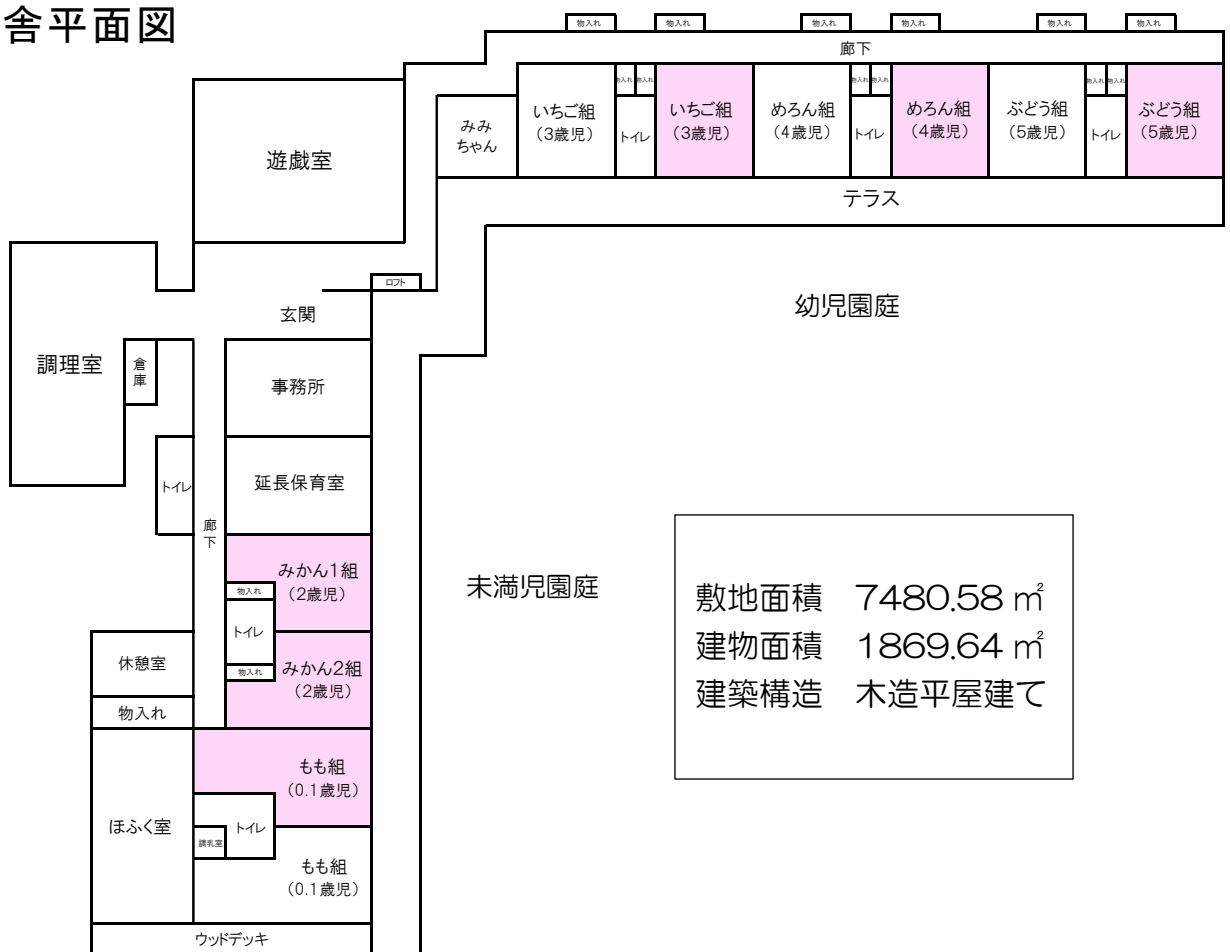 舎平面図
物入れ
物入れ
物入れ
物入れ
物入れ
物入れ
廊下
物入れ
物入れ
物入れ
物入れ
物入れ
物入れ
みみ
ちゃん
いちご組
(3歳児)
トイレ
いちご組
(3歳児)
めろん組
(4歳児)
トイレ
めろん組
(4歳児)
ぶどう組
(5歳児)
トイレ
ぶどう組
(5歳児)
テラス
遊戯室
ロフト
玄関
幼児園庭
調理室
倉庫
事務所
トイレ
延長保育室
廊下
みかん1組
(2歳児)
物入れ
トイレ
物入れ
みかん2組
(2歳児)
未満児園庭
敷地面積 7480.58 ㎡
建物面積 1869.64 ㎡
建築構造 木造平屋建て
休憩室
物入れ
もも組
(0.1歳児)
ほふく室
トイレ
調乳室
もも組
(0.1歳児)
ウッドデッキ